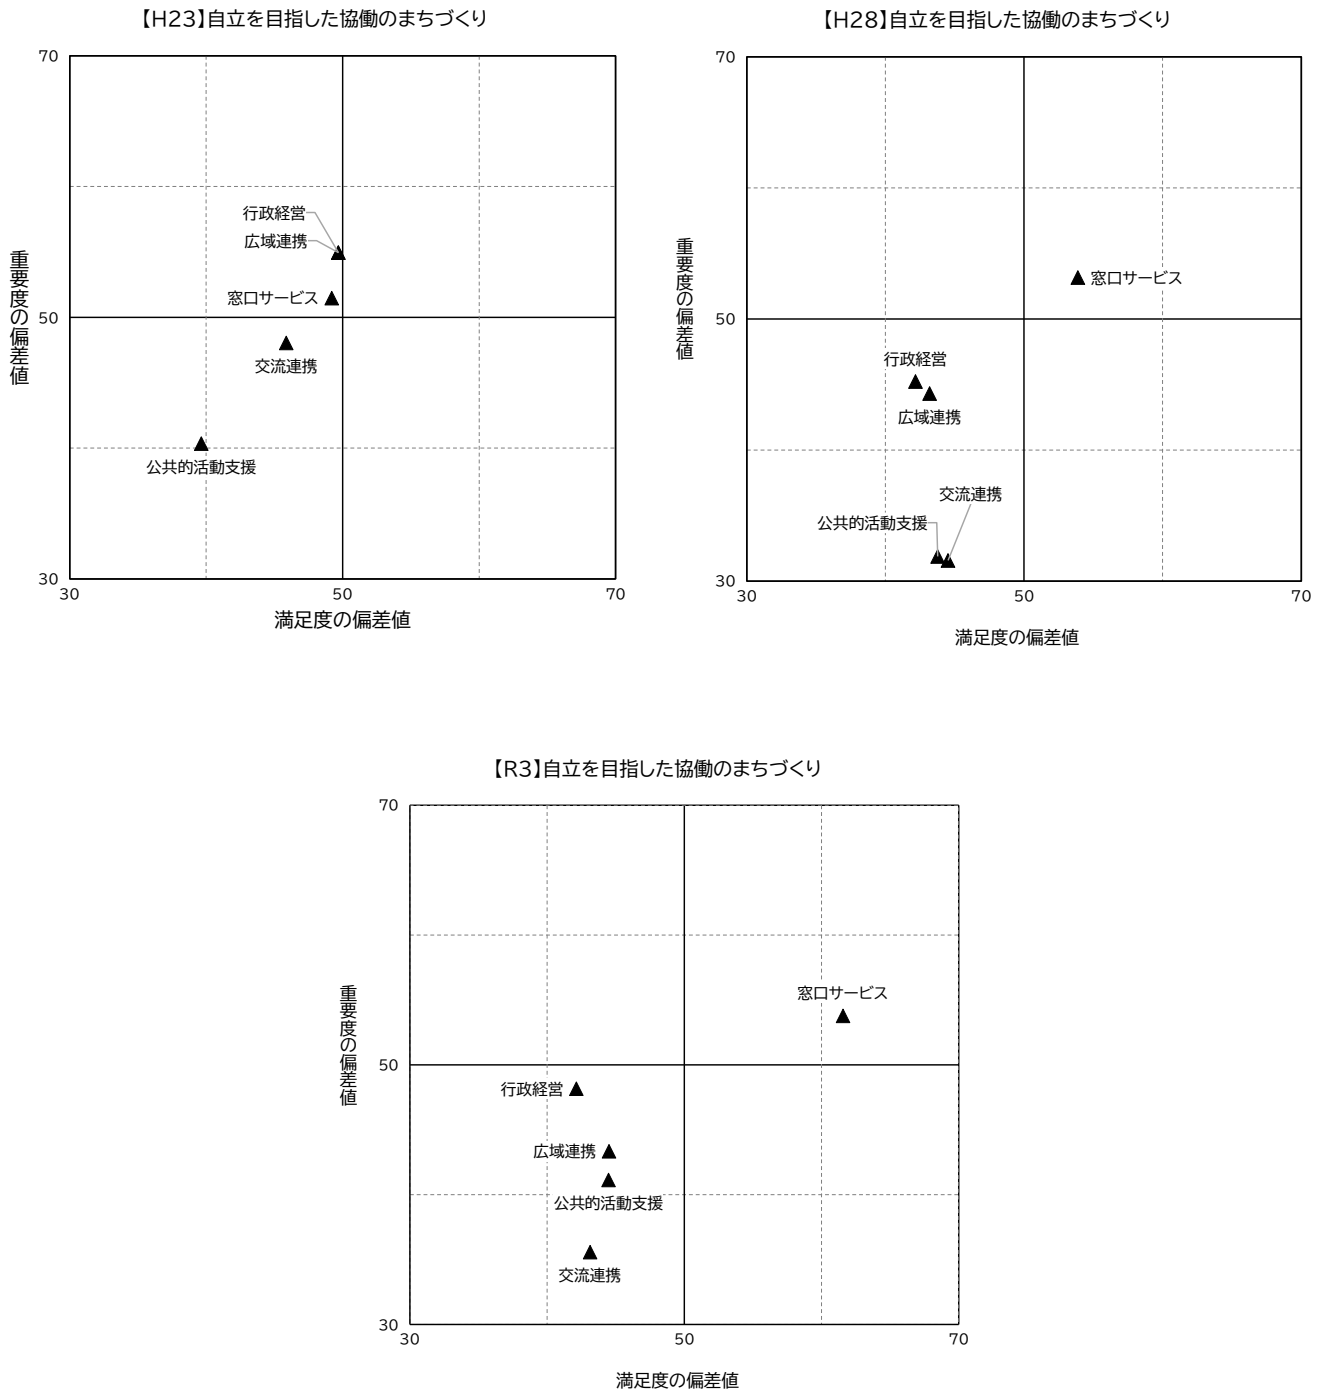 【H23】自立を目指した協働のまちづくり
70
行政経営
広域連携
窓口サービス
50
交流連携
公共的活動支援
30
30
50
70
重要度の偏差値
満足度の偏差値
【H28】自立を目指した協働のまちづくり
70
窓口サービス
50
行政経営
広域連携
交流連携
公共的活動支援
30
30
50
70
重要度の偏差値
満足度の偏差値
【R3】自立を目指した協働のまちづくり
70
窓口サービス
50
行政経営
広域連携
公共的活動支援
交流連携
30
30
50
70
重要度の偏差値
満足度の偏差値